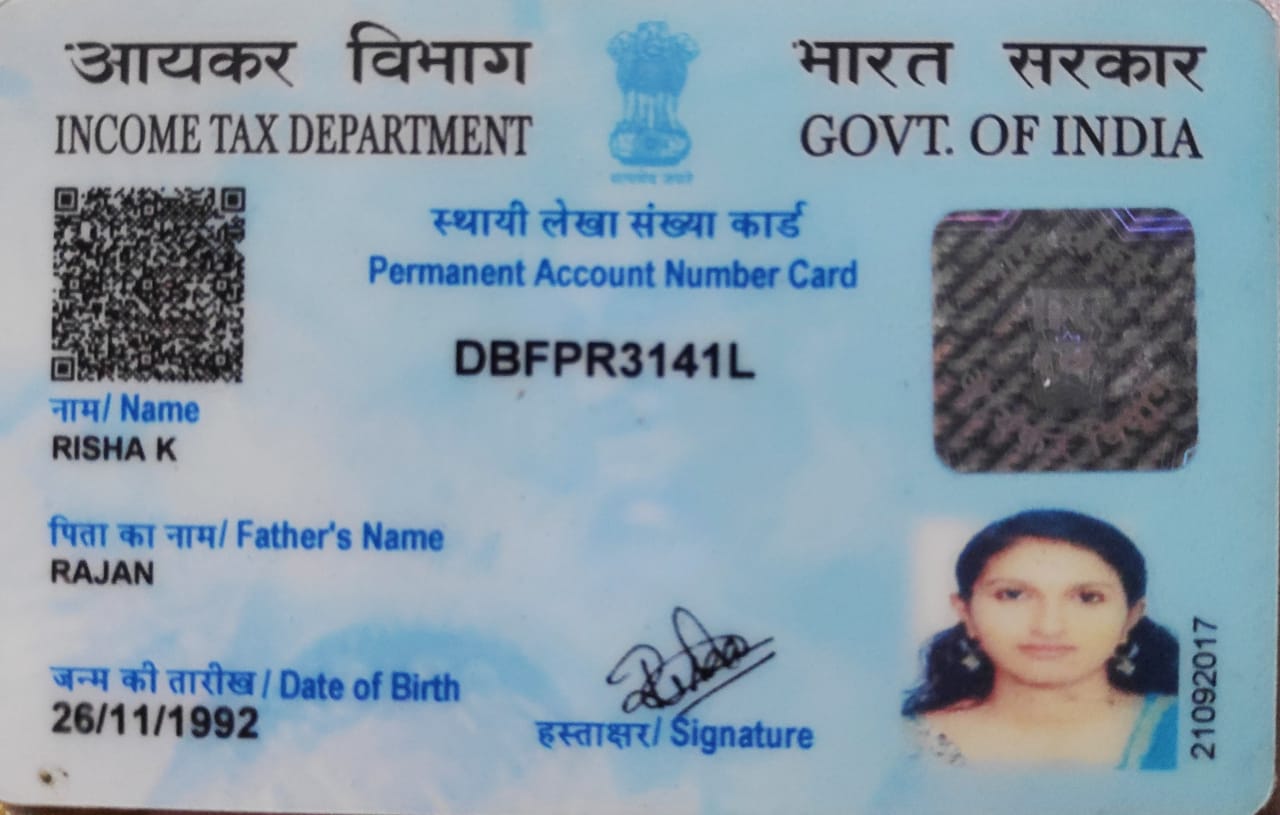 आयकर विभाग
INCOME TAX DEPARTMENT
भारत सरकार
GOVT. OF INDIA
सत्यमेव जयते
स्थायी लेखा संख्या कार्ड
Permanent Account Number Card
DBFPR3141L
नाम/ Name
RISHA K
पिता का नाम/ Father's Name
RAJAN
जन्म की तारीख/ Date of Birth
26/11/1992
हस्ताक्षर/ Signature
21092017